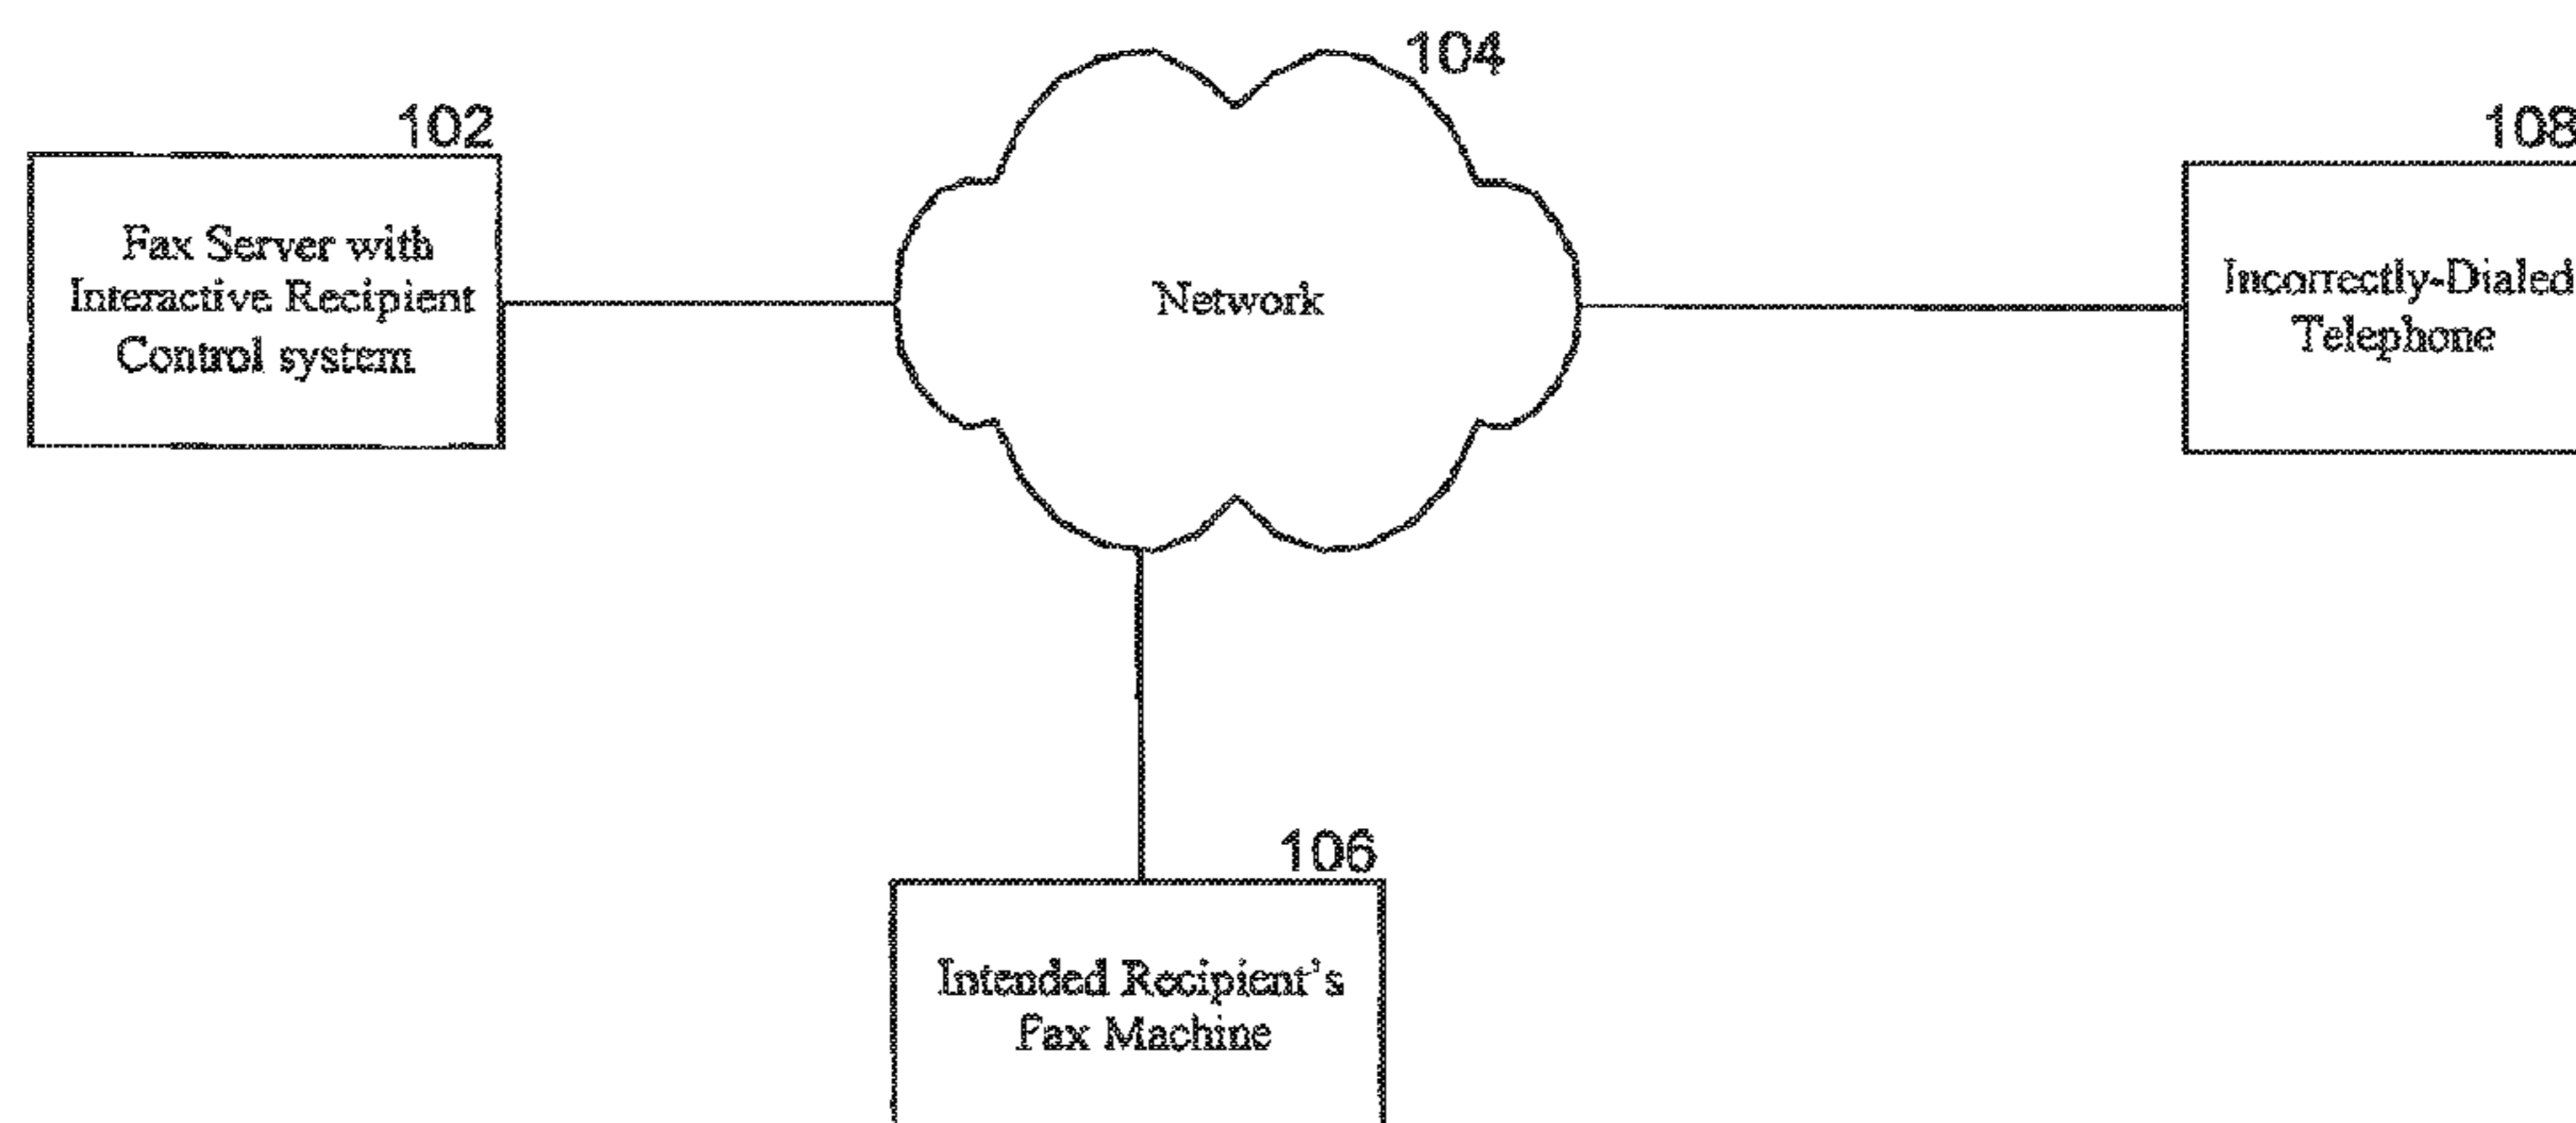 104
102
108
Fax Server with
Interactive Recipient
Control system
Network
Incorrectly-Dialed
Telephone
106
Intended Recipient's
Fax Machine